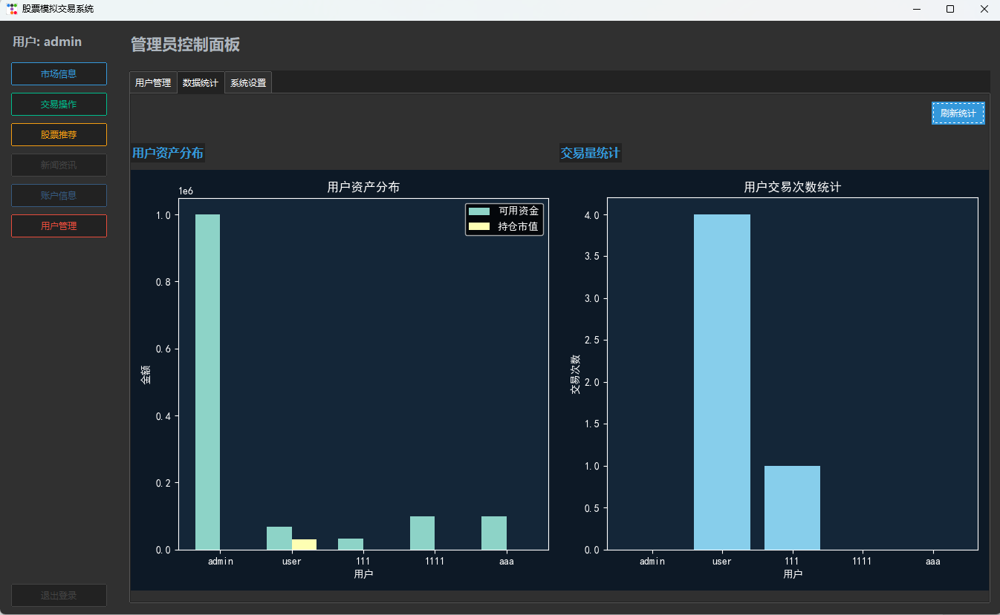 股票模拟交易系统
用户: admin
市场信息
交易操作
股票推荐
新闻资讯
账户信息
用户管理
退出登录
管理员控制面板
用户管理 数据统计 系统设置
刷新统计
用户资产分布
用户资产分布
1e6
可用资金
持仓市值
1.0
0.8
0.6
0.4
0.2
0.0
金额
admin user 111 1111 aaa
用户
交易量统计
用户交易次数统计
4.0
3.5
3.0
2.5
2.0
1.5
1.0
0.5
0.0
交易次数
admin user 111 1111 aaa
用户